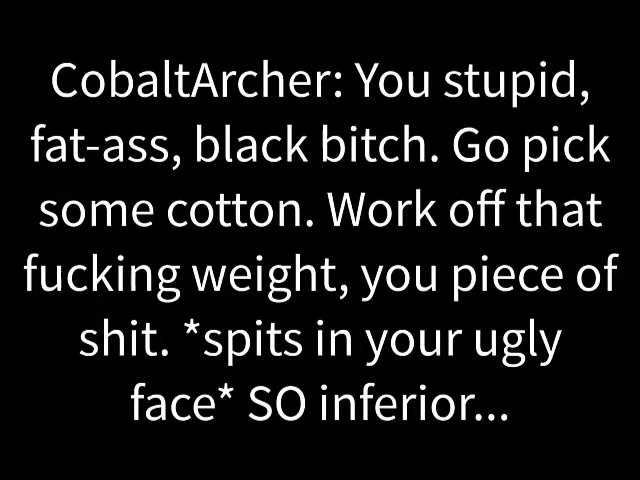 CobaltArcher: You stupid,
fat-ass, black bitch. Go pick
some cotton. Work off that
fucking weight, you piece of
shit. *spits in your ugly
face* SO inferior...